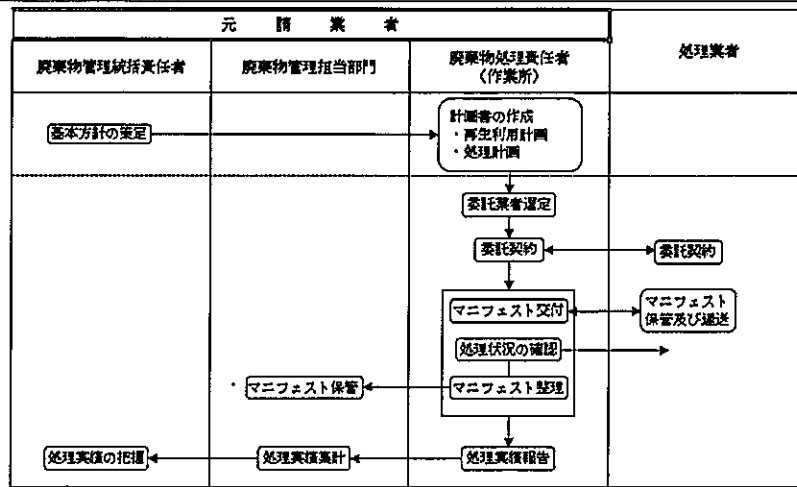 元請業者
処理業者
廃棄物管理統括責任者
廃棄物管理担当部門
廃棄物処理責任者
(作業所)
基本方針の策定
計画書の作成
・再生利用計画
・処理計画
委託業者選定
委託契約
委託契約
マニフェスト交付
マニフェスト
保管及び返送
処理状況の確認
マニフェスト保管
マニフェスト整理
処理実績の把握
処理実績集計
処理実績報告